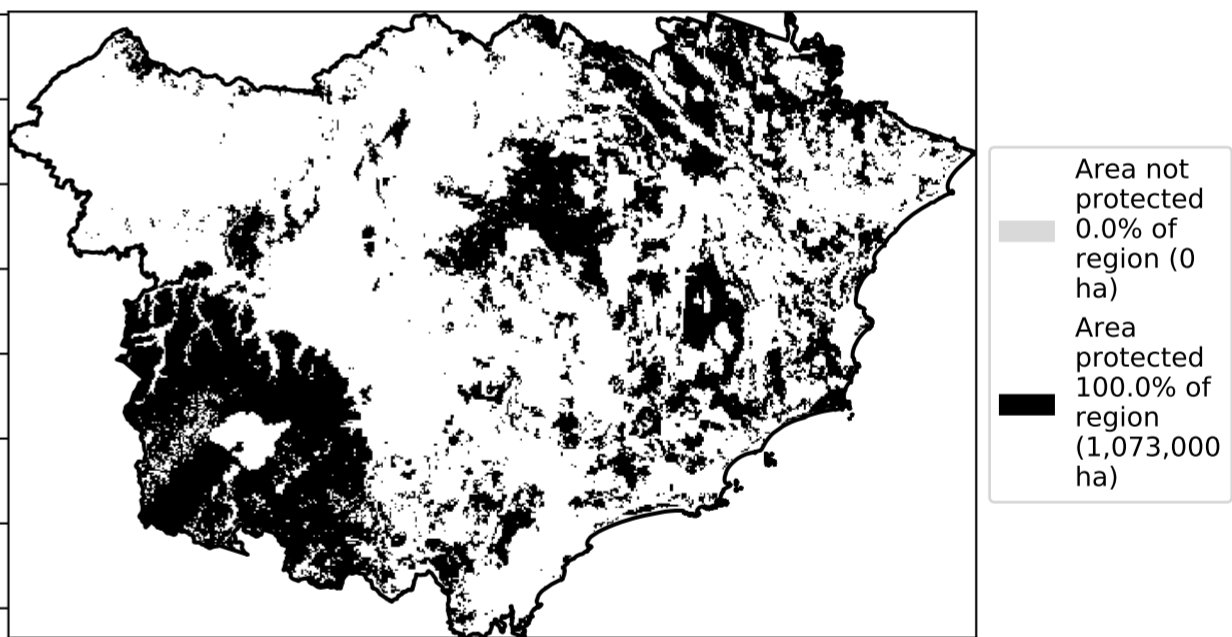 Area not
protected
0.0% of
region (0
ha)
Area
protected
100.0% of
region
(1,073,000
ha)